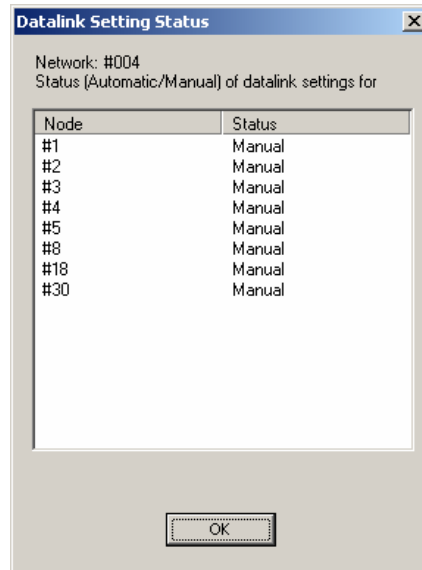 Datalink Setting Status
Network: #004
Status (Automatic/Manual) of datalink settings for
Node Status
#1 Manual
#2 Manual
#3 Manual
#4 Manual
#5 Manual
#8 Manual
#18 Manual
#30 Manual
OK